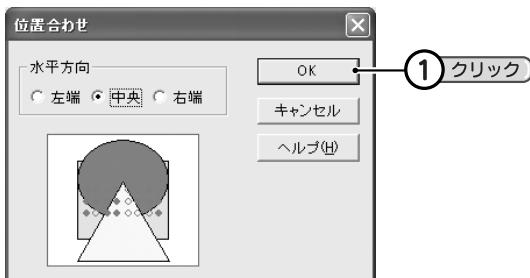 位置合わせ
水平方向
左端 中央 右端
OK
キャンセル
ヘルプ(H)
1 クリック